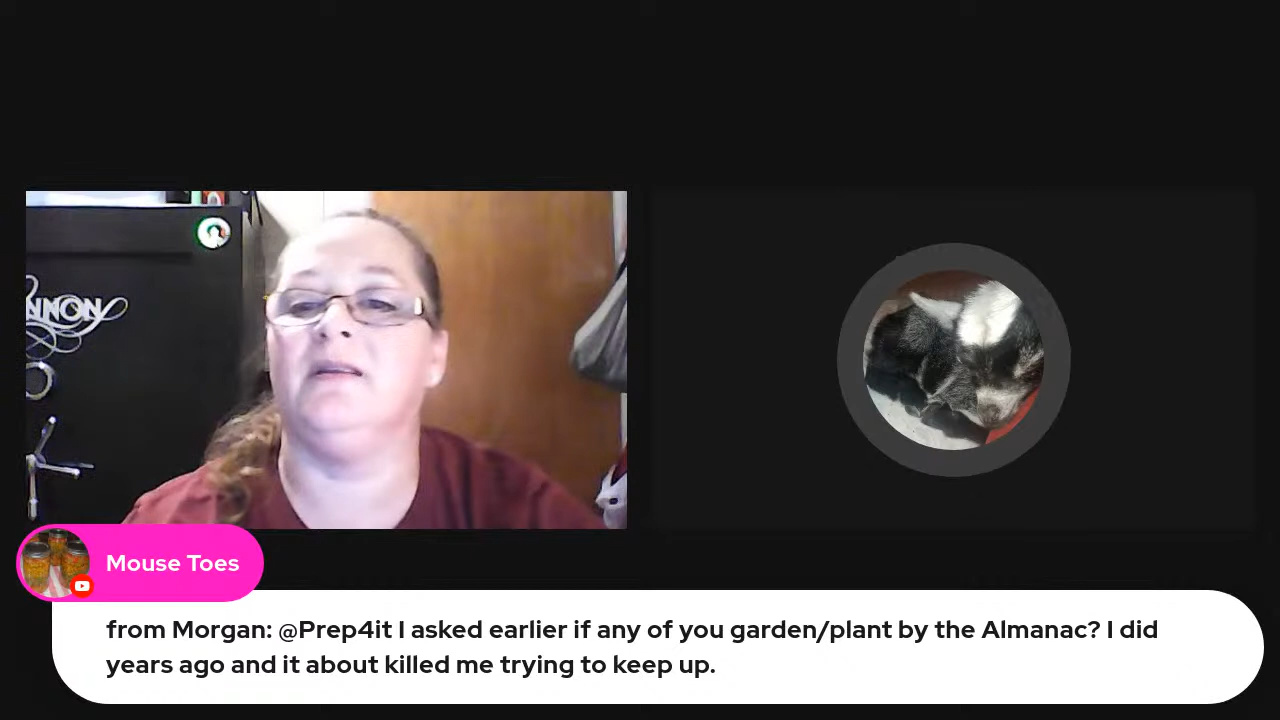 NNON
Mouse Toes
from Morgan: @Prep4it I asked earlier if any of you garden/plant by the Almanac? I did
years ago and it about killed me trying to keep up.